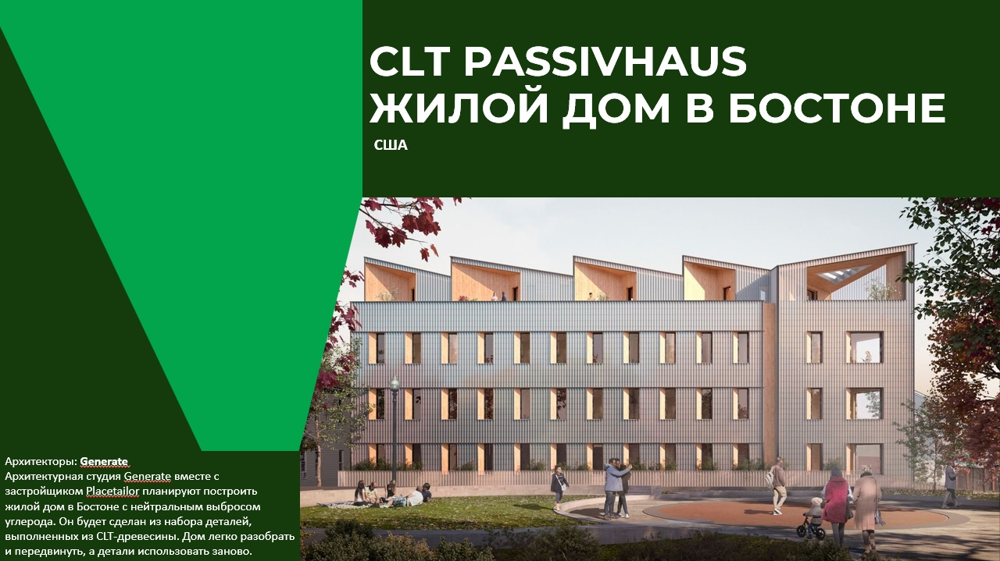 CLT PASSIVHAUS
ЖИЛОЙ ДОМ В БОСТОНЕ
США
Архитекторы: Generate
Архитектурная студия Generate вместе с
застройщиком Placetailor планируют построить
жилой дом в Бостоне с нейтральным выбросом
углерода. Он будет сделан из набора деталей,
выполненных из CLT-древесины. Дом легко разобрать
и передвинуть, а детали использовать заново.